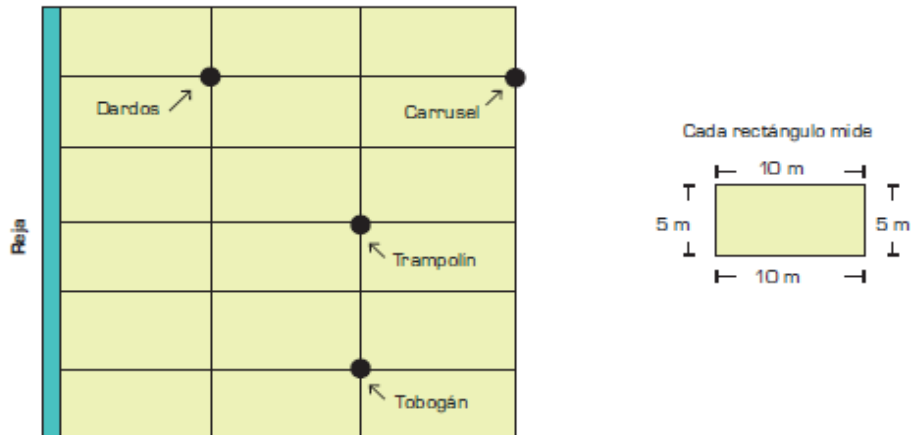 Dardos
Carrusel
Reja
Trampolín
Tobogán
Cada rectángulo mide
10 m
5 m
5 m
10 m